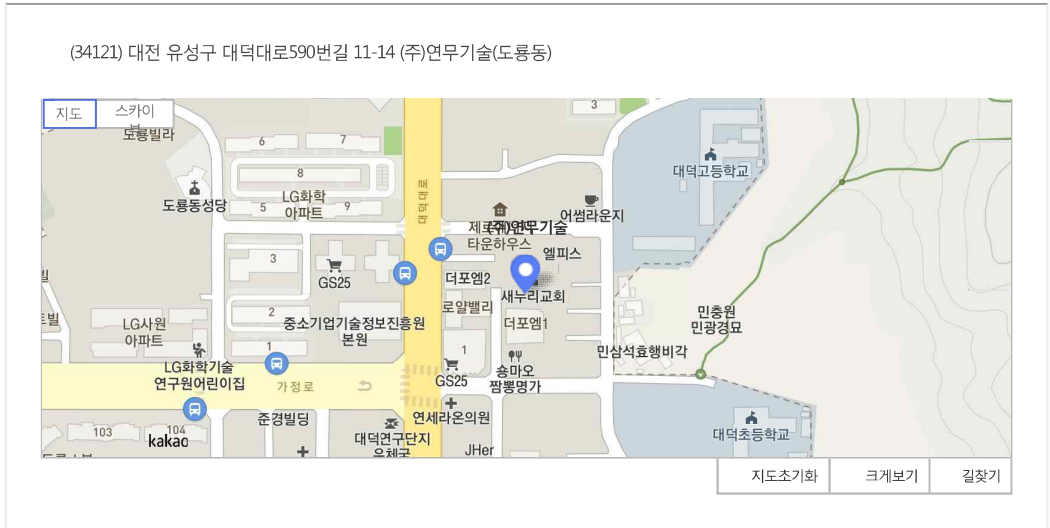 (34121) 대전 유성구 대덕대로590번길 11-14 (주)연무기술(도룡동)
지도
스카이
도룡빌라
3
6
7
8
대덕고등학교
도룡동성당
LG화학
아파트
5
9
대덕대로
어썸라운지
(주)연무기술
타운하우스
엘피스
3
GS25
더포엠2
새누리교회
2
로얄밸리
민충원
민광경묘
LG사원
아파트
중소기업기술정보진흥원
본원
더포엠1
1
1
민삼석효행비각
LG화학기술
연구원어린이집
가정로
GS25
숑마오
짬뽕명가
준경빌딩
연세라온의원
103
104
kakao
대덕연구단지
우체국
JHer
대덕초등학교
지도초기화
크게보기
길찾기